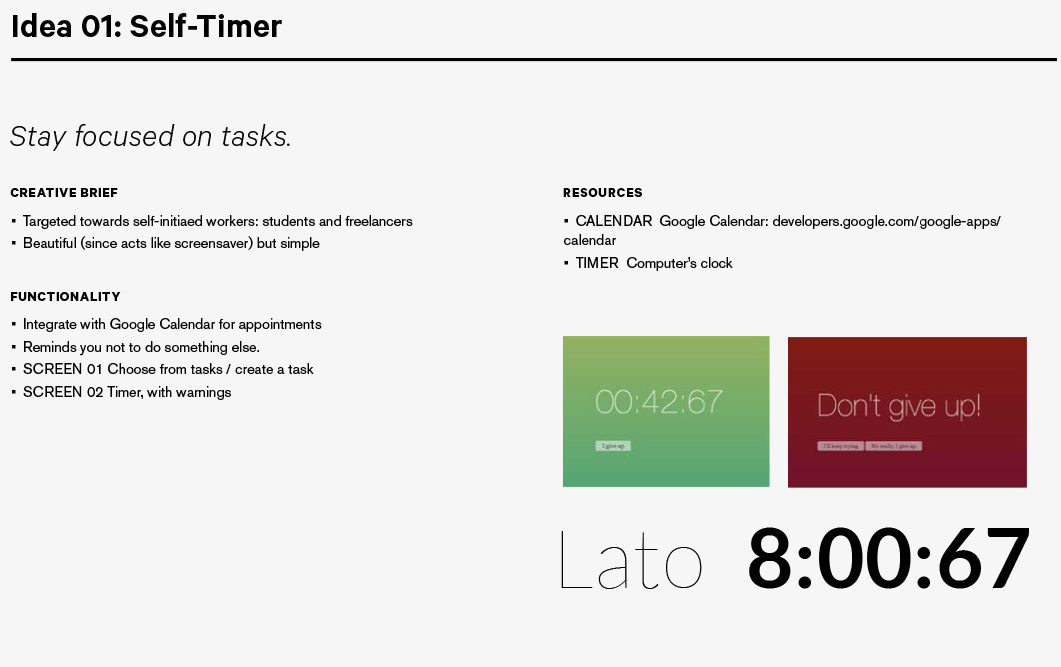 Idea 01: Self-Timer
Stay focused on tasks.
CREATIVE BRIEF
▪ Targeted towards self-initiaed workers: students and freelancers
▪ Beautiful (since acts like screensaver) but simple
FUNCTIONALITY
▪ Integrate with Google Calendar for appointments
▪ Reminds you not to do something else.
▪ SCREEN 01 Choose from tasks / create a task
▪ SCREEN 02 Timer, with warnings
RESOURCES
▪ CALENDAR Google Calendar: developers.google.com/google-apps/
calendar
▪ TIMER Computer's clock
00:42:67
I give up
Don't give up!
I'll keep trying. No really, I give up.
Lato 8:00:67